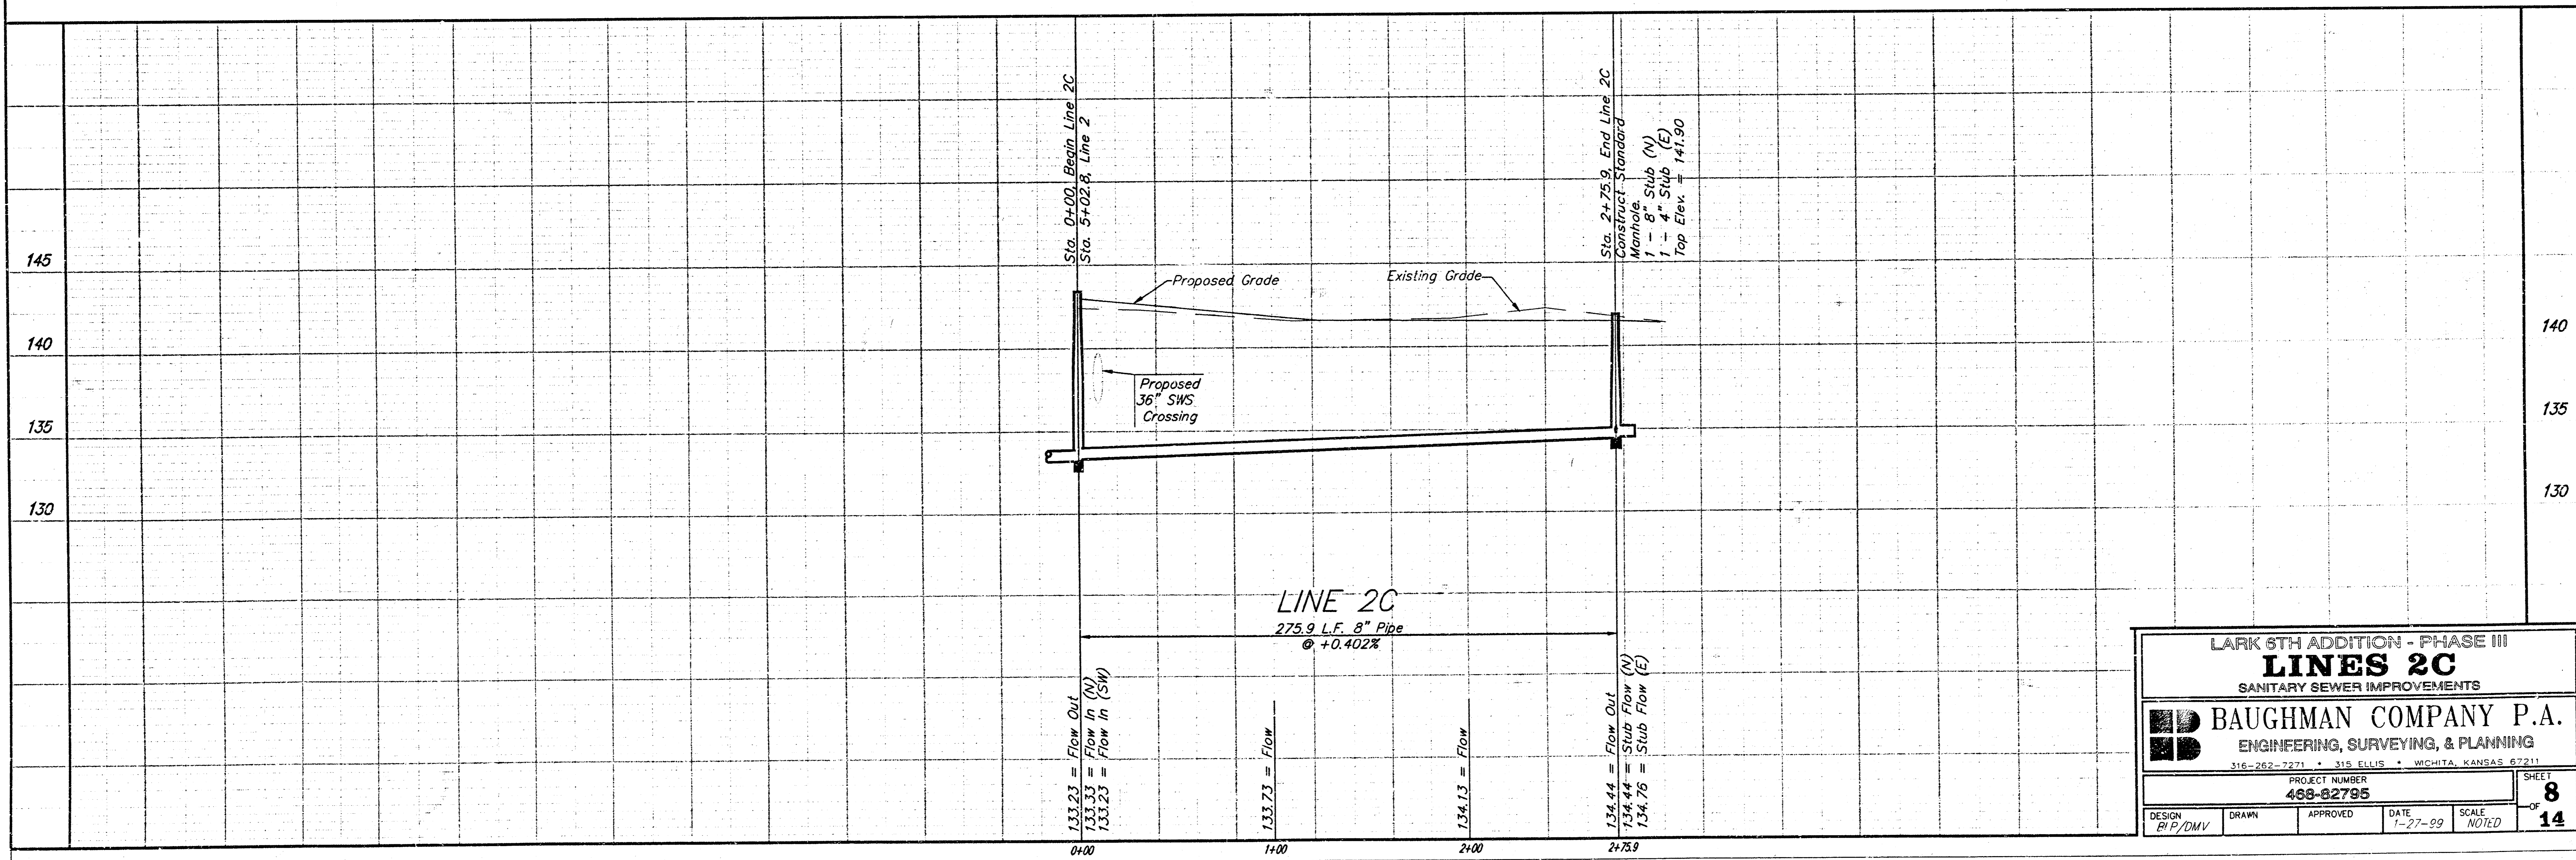 Sta. 0+00, Begin Line 2C
Sta. 5+02.8, Line 2
Sta. 2+75.9, End Line 2C
Construct Standard
Manhole.
1 - 8" Stub (N)
1 - 4" Stub (E)
Top Elev. = 141.90
145
140
135
130
140
135
130
Proposed Grade
Existing Grade
Proposed
36" SWS
Crossing
LINE 2C
275.9 L.F. 8" Pipe
@ +0.402%
133.23 = Flow Out
133.33 = Flow In (N)
133.23 = Flow In (SW)
133.73 = Flow
134.13 = Flow
134.44 = Flow Out
134.44 = Stub Flow (N)
134.76 = Stub Flow (E)
0+00
1+00
2+00
2+75.9
LARK 6TH ADDITION - PHASE III
LINES 2C
SANITARY SEWER IMPROVEMENTS
BAUGHMAN COMPANY P.A.
ENGINEERING, SURVEYING, & PLANNING
316-262-7271 • 315 ELLIS • WICHITA, KANSAS 67211
PROJECT NUMBER
468-82795
SHEET
8
OF
14
DESIGN
DRAWN
APPROVED
DATE
1-27-99
SCALE
NOTED